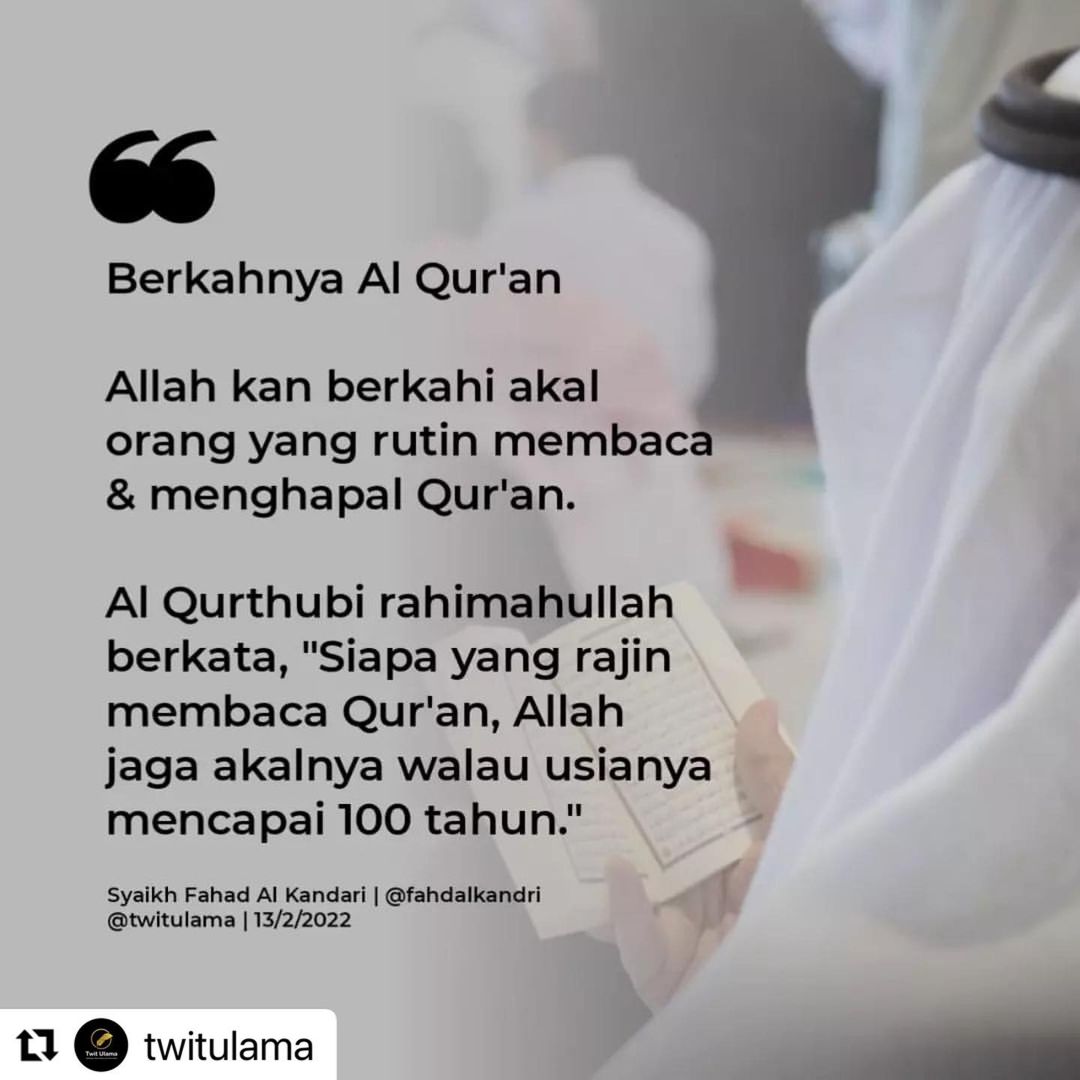 Berkahnya Al Qur'an
Allah kan berkahi akal
orang yang rutin membaca
& menghapal Qur'an.
Al Qurthubi rahimahullah
berkata, "Siapa yang rajin
membaca Qur'an, Allah
jaga akalnya walau usianya
mencapai 100 tahun."
Syaikh Fahad Al Kandari | @fahdalkandri
@twitulama | 13/2/2022
Twit Ulama
twitulama